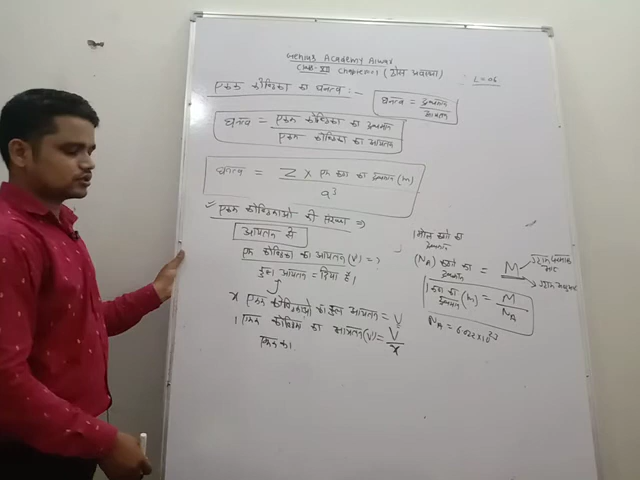 Genius Academy Alwar
Class-XII Chapter-1 (ठोस अवस्था)
L-06
एकक कोष्ठिका का घनत्व :-
घनत्व = द्रव्यमान / आयतन
घनत्व = एकक कोष्ठिका का द्रव्यमान / एकक कोष्ठिका का आयतन
घनत्व = Z × एक कण का द्रव्यमान (m) / a³
एकक कोष्ठिकाओं की संख्या ⇒
आयतन से
एक कोष्ठिका का आयतन (V) = ?
कुल आयतन = दिया है।
x एकक कोष्ठिकाओं का कुल आयतन = V
1 एकक कोष्ठिका का आयतन (V) = V / x
1 मोल कणों का द्रव्यमान
(NA) कणों का द्रव्यमान = M
1 कण का द्रव्यमान (m) = M / NA
NA = 6.022 × 10²³